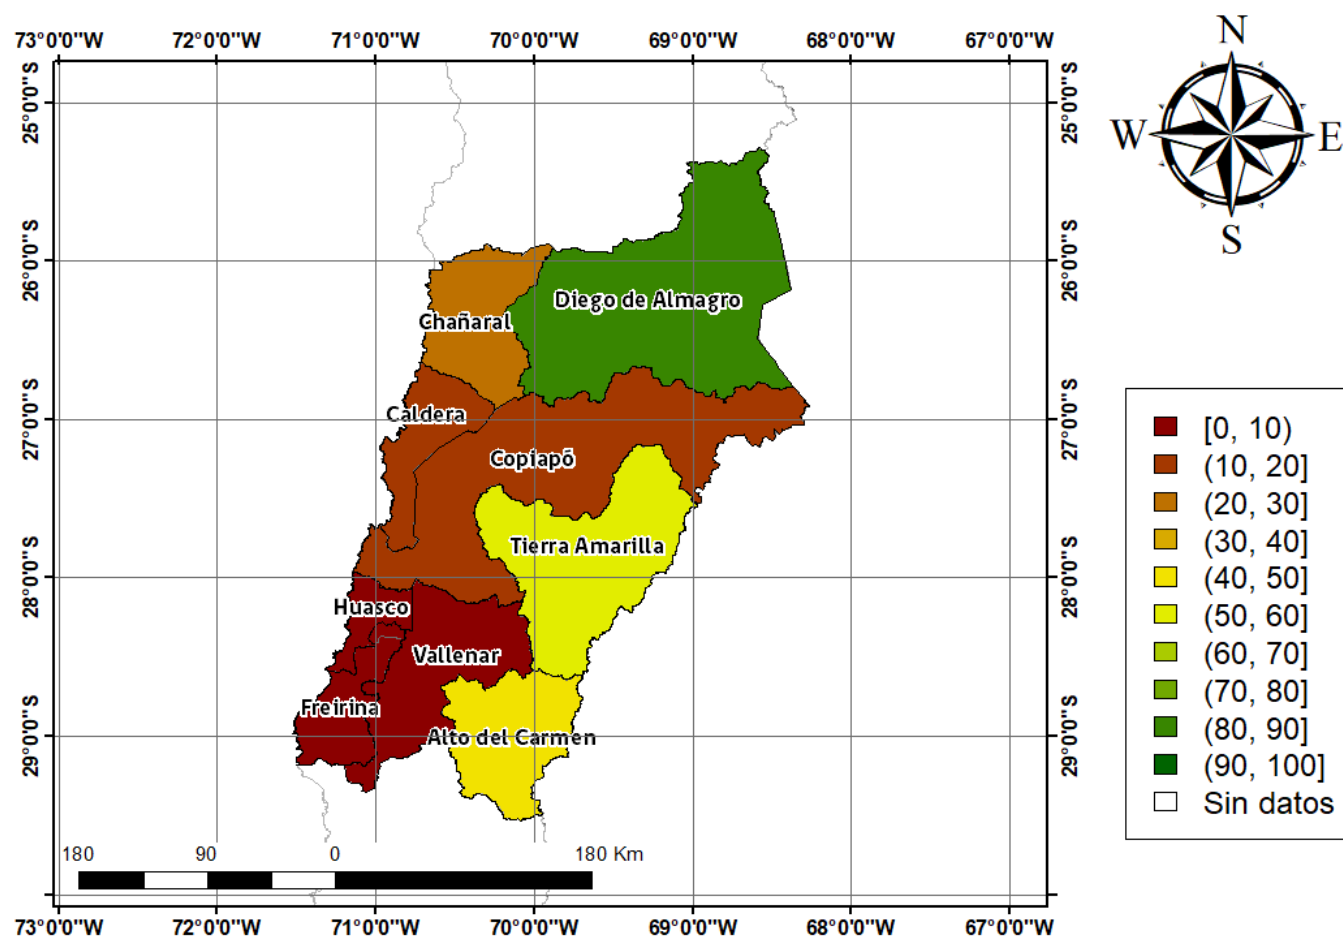 73°0'0"W 72°0'0"W 71°0'0"W 70°0'0"W 69°0'0"W 68°0'0"W 67°0'0"W
N
W E
S
25°0'0"S 25°0'0"S
26°0'0"S 26°0'0"S
27°0'0"S 27°0'0"S
28°0'0"S 28°0'0"S
29°0'0"S 29°0'0"S
Diego de Almagro
Chañaral
Caldera
Copiapó
Tierra Amarilla
Huasco
Vallenar
Freirina
Alto del Carmen
[0, 10)
(10, 20]
(20, 30]
(30, 40]
(40, 50]
(50, 60]
(60, 70]
(70, 80]
(80, 90]
(90, 100]
Sin datos
180 90 0 180 Km
73°0'0"W 72°0'0"W 71°0'0"W 70°0'0"W 69°0'0"W 68°0'0"W 67°0'0"W